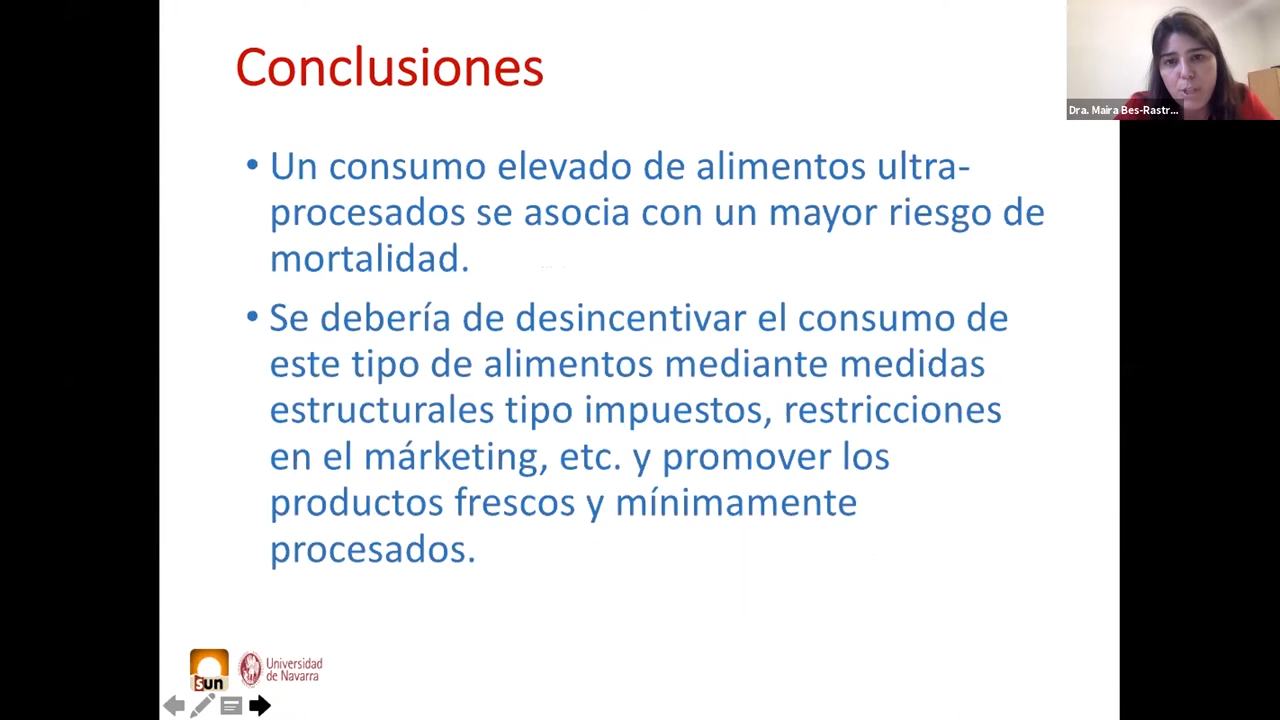 Conclusiones
Dra. Maira Bes-Rastr...
• Un consumo elevado de alimentos ultra-
procesados se asocia con un mayor riesgo de
mortalidad.
• Se debería de desincentivar el consumo de
este tipo de alimentos mediante medidas
estructurales tipo impuestos, restricciones
en el márketing, etc. y promover los
productos frescos y mínimamente
procesados.
sun
Universidad
de Navarra